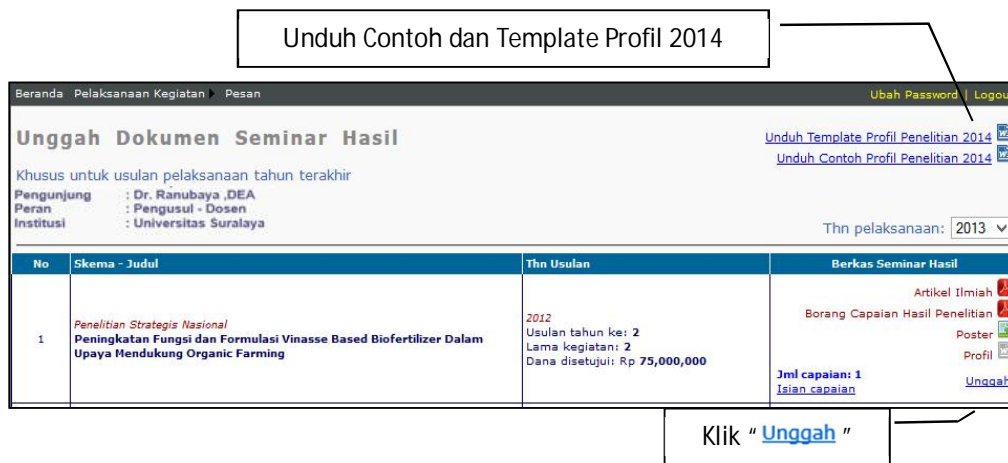 Unduh Contoh dan Template Profil 2014
Beranda Pelaksanaan Kegiatan Pesan
Ubah Password | Logou
Unggah Dokumen Seminar Hasil
Unduh Template Profil Penelitian 2014
Unduh Contoh Profil Penelitian 2014
Khusus untuk usulan pelaksanaan tahun terakhir
Pengunjung : Dr. Ranubaya ,DEA
Peran : Pengusul - Dosen
Institusi : Universitas Suralaya
Thn pelaksanaan: 2013
No Skema - Judul Thn Usulan Berkas Seminar Hasil
1
Penelitian Strategis Nasional
Peningkatan Fungsi dan Formulasi Vinasse Based Biofertilizer Dalam
Upaya Mendukung Organic Farming
2012
Usulan tahun ke: 2
Lama kegiatan: 2
Dana disetujui: Rp 75,000,000
Artikel Ilmiah
Borang Capaian Hasil Penelitian
Poster
Profil
Jml capaian: 1
Isian capaian
Unggah
Klik “ Unggah ”